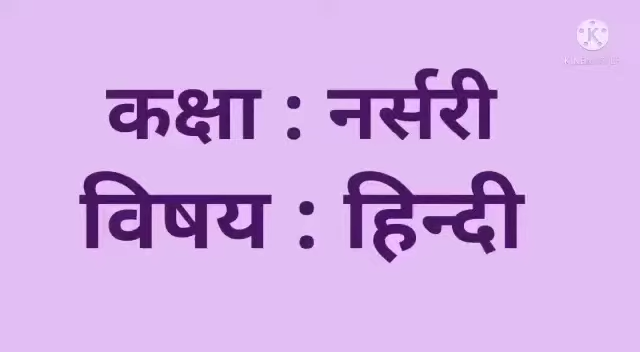 कक्षा : नर्सरी
विषय : हिन्दी